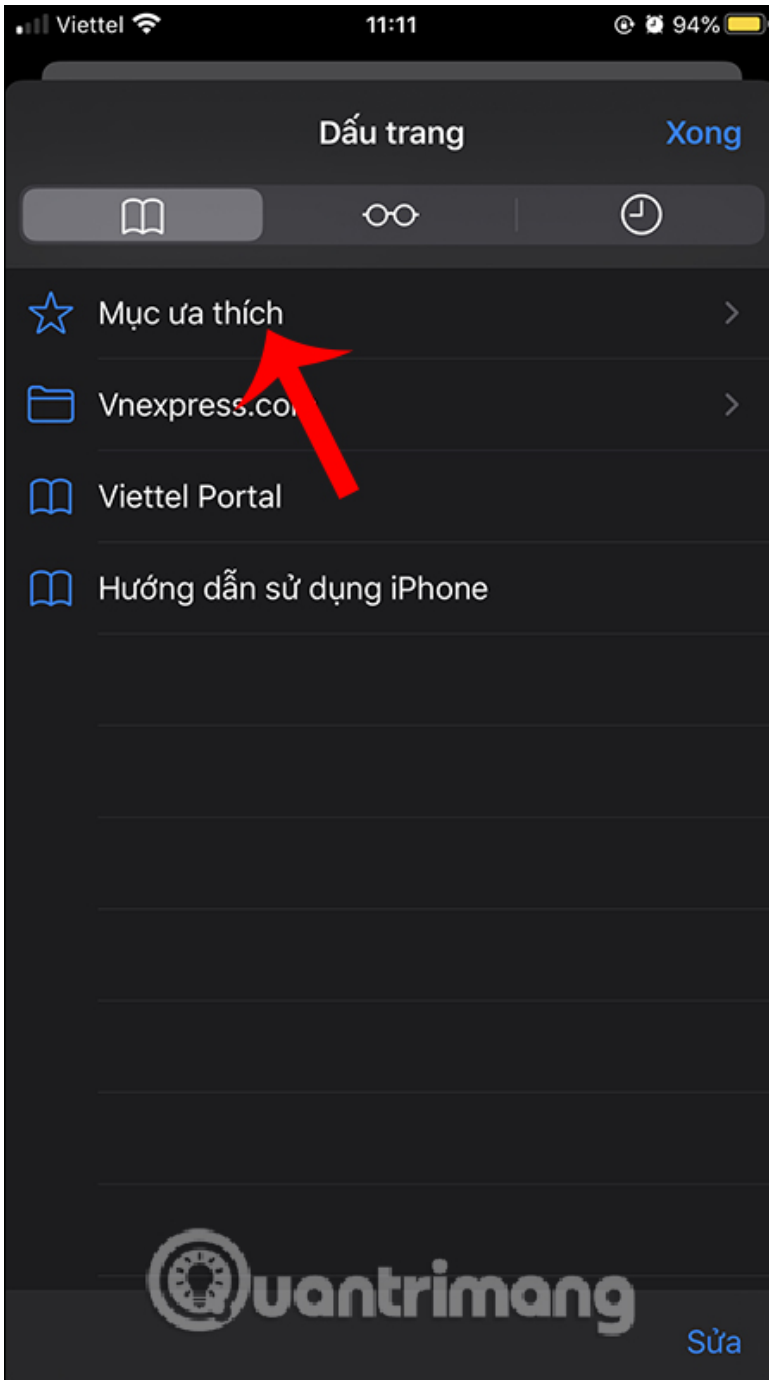 Viettel 11:11 94%
Dấu trang Xong
Mục ưa thích
Vnexpress.com
Viettel Portal
Hướng dẫn sử dụng iPhone
Quantrimang
Sửa